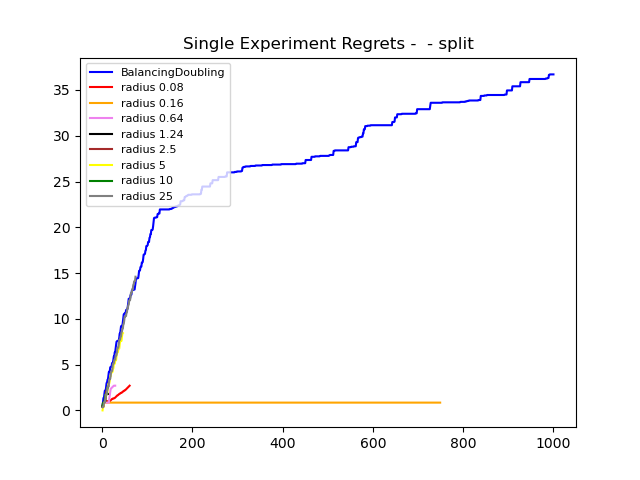 Single Experiment Regrets -  - split
BalancingDoubling
radius 0.08
radius 0.16
radius 0.64
radius 1.24
radius 2.5
radius 5
radius 10
radius 25
35
30
25
20
15
10
5
0
0 200 400 600 800 1000